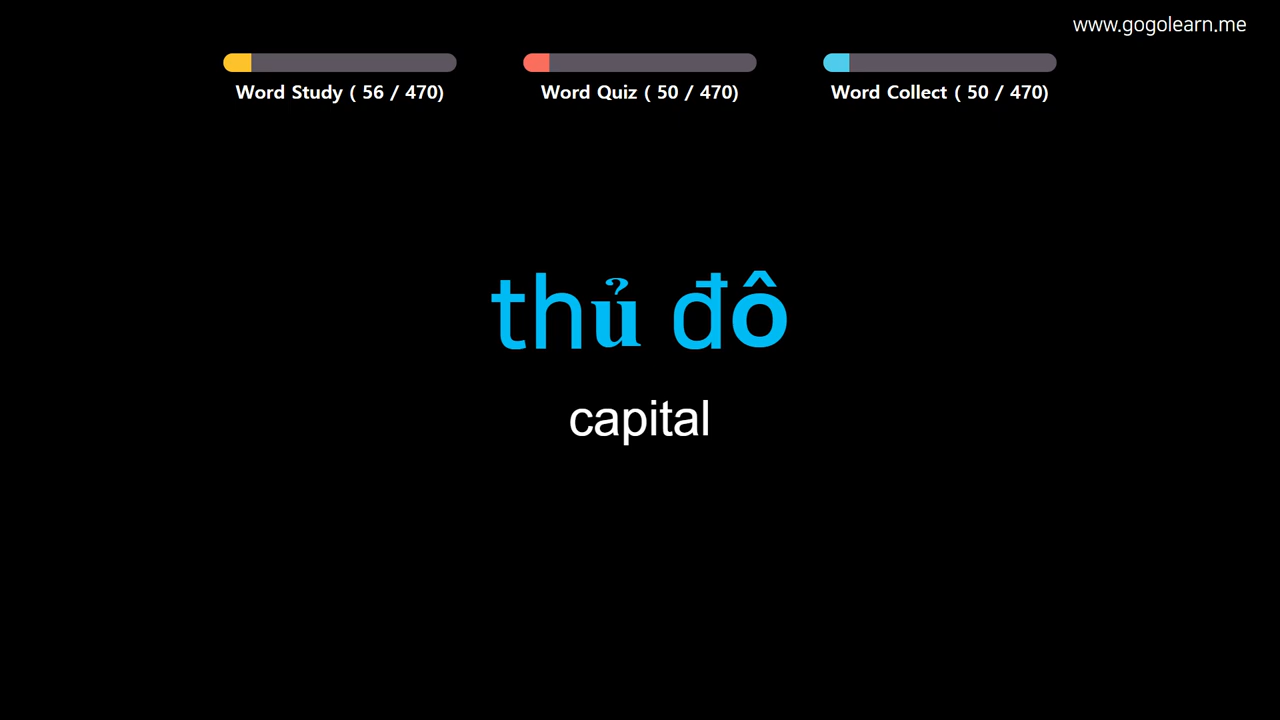 www.gogolearn.me
Word Study ( 56 / 470)
Word Quiz ( 50 / 470)
Word Collect ( 50 / 470)
thủ đô
capital